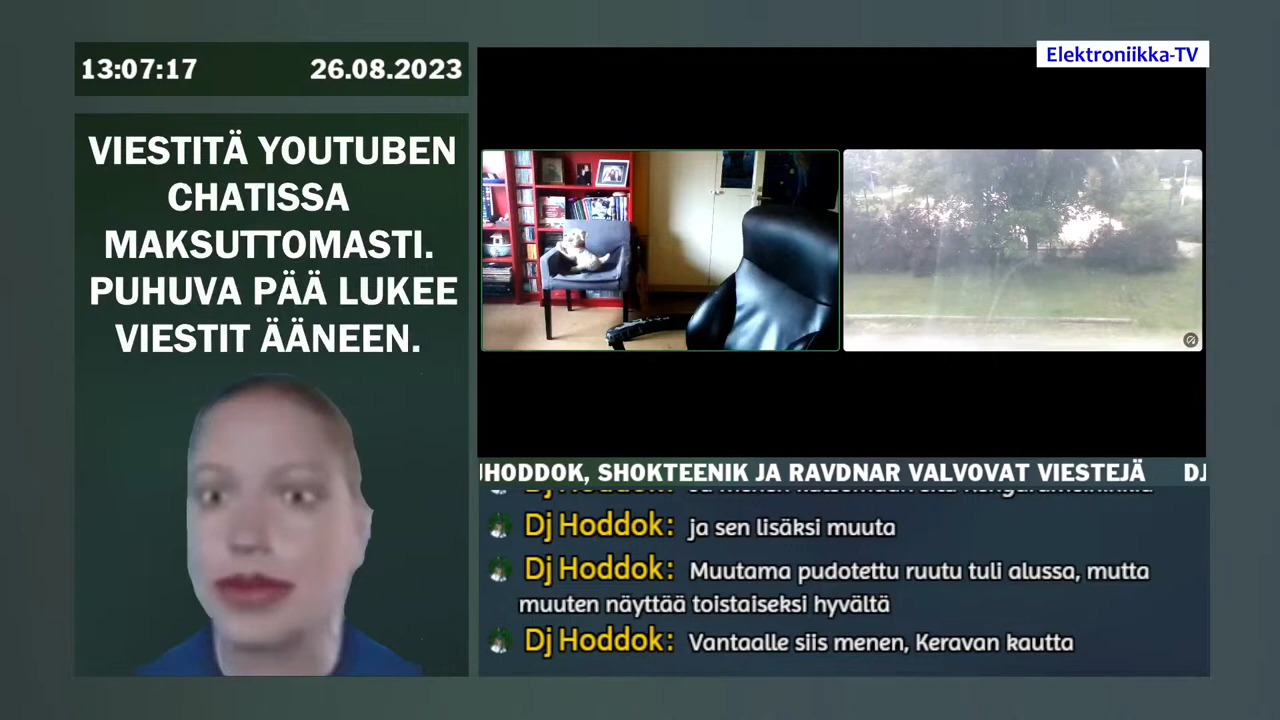 13:07:17 26.08.2023
Elektroniikka-TV
VIESTITÄ YOUTUBEN
CHATISSA
MAKSUTTOMASTI.
PUHUVA PÄÄ LUKEE
VIESTIT ÄÄNEEN.
HODDOK, SHOKTEENIK JA RAVDNAR VALVOVAT VIESTEJÄ DJ
Dj Hoddok:
Dj Hoddok: ja sen lisäksi muuta
Dj Hoddok: Muutama pudotettu ruutu tuli alussa, mutta
muuten näyttää toistaiseksi hyvältä
Dj Hoddok: Vantaalle siis menen, Keravan kautta